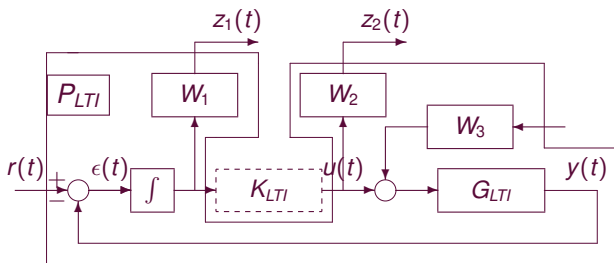 z₁(t) z₂(t)
P_LTI W₁ W₂
W₃
r(t) + − ϵ(t) ∫ K_LTI u(t) G_LTI y(t)